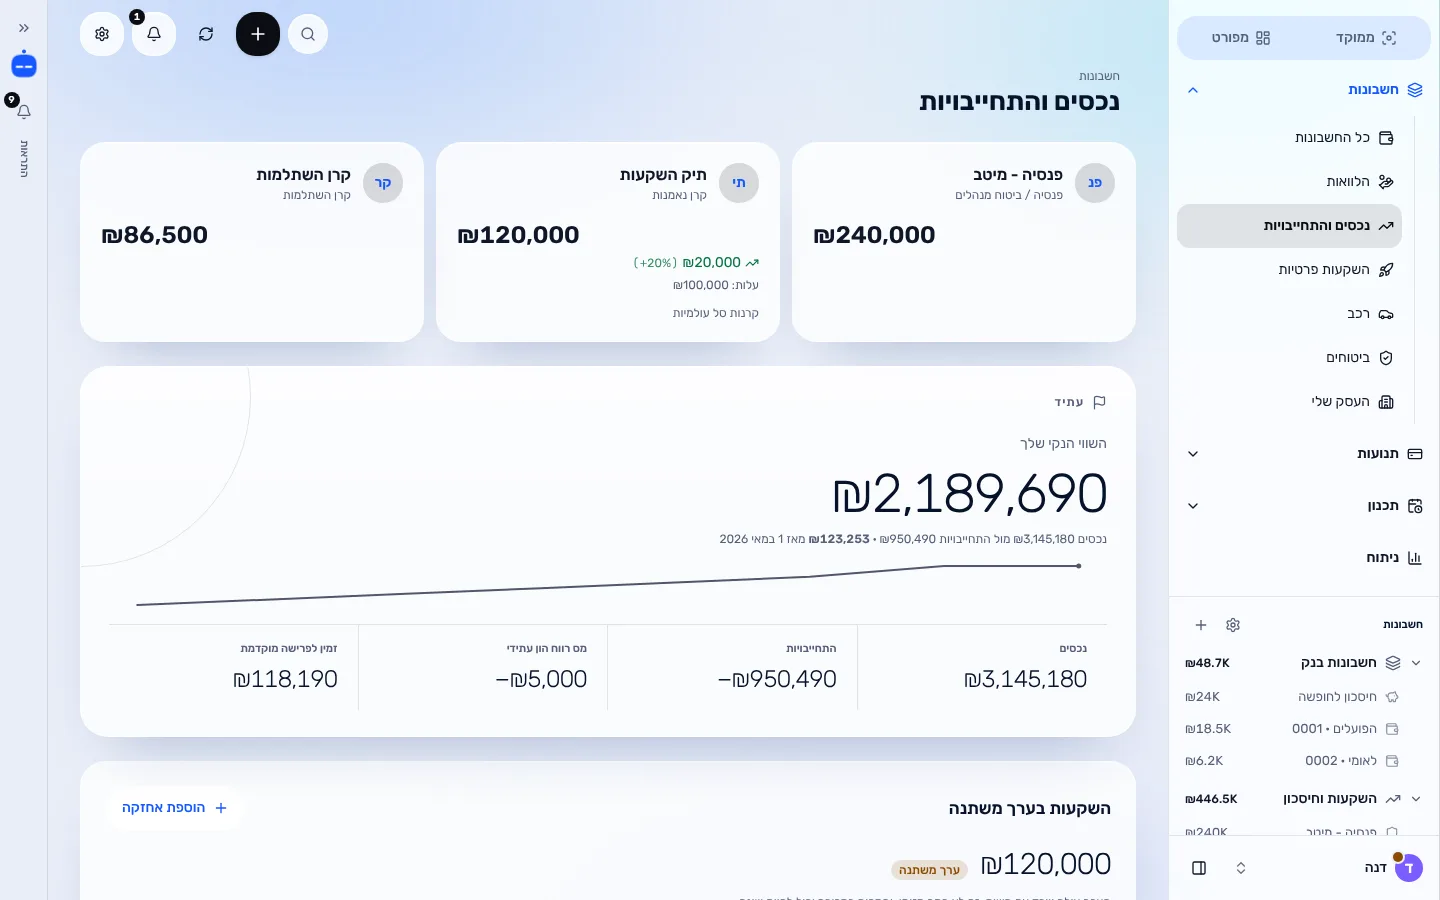 ממוקד
מפורט
חשבונות
כל החשבונות
הלוואות
נכסים והתחייבויות
השקעות פרטיות
רכב
ביטוחים
העסק שלי
תנועות
תכנון
ניתוח
חשבונות
חשבונות בנק ₪48.7K
חיסכון לחופשה ₪24K
הפועלים • 0001 ₪18.5K
לאומי • 0002 ₪6.2K
השקעות וחיסכון ₪446.5K
פנסיה - מיטב ₪240K
ד
דנה
1
חשבונות
נכסים והתחייבויות
פנ
פנסיה - מיטב
פנסיה / ביטוח מנהלים
₪240,000
תי
תיק השקעות
קרן נאמנות
₪120,000
₪20,000 (+20%)
עלות: ₪100,000
קרנות סל עולמיות
קר
קרן השתלמות
קרן השתלמות
₪86,500
עתיד
השווי הנקי שלך
₪2,189,690
נכסים ₪3,145,180 מול התחייבויות ₪950,490 • ₪123,253 מאז 1 במאי 2026
נכסים
₪3,145,180
התחייבויות
−₪950,490
מס רווח הון עתידי
−₪5,000
זמין לפרישה מוקדמת
₪118,190
השקעות בערך משתנה
הוספת אחזקה
₪120,000
ערך משתנה
9
התראות